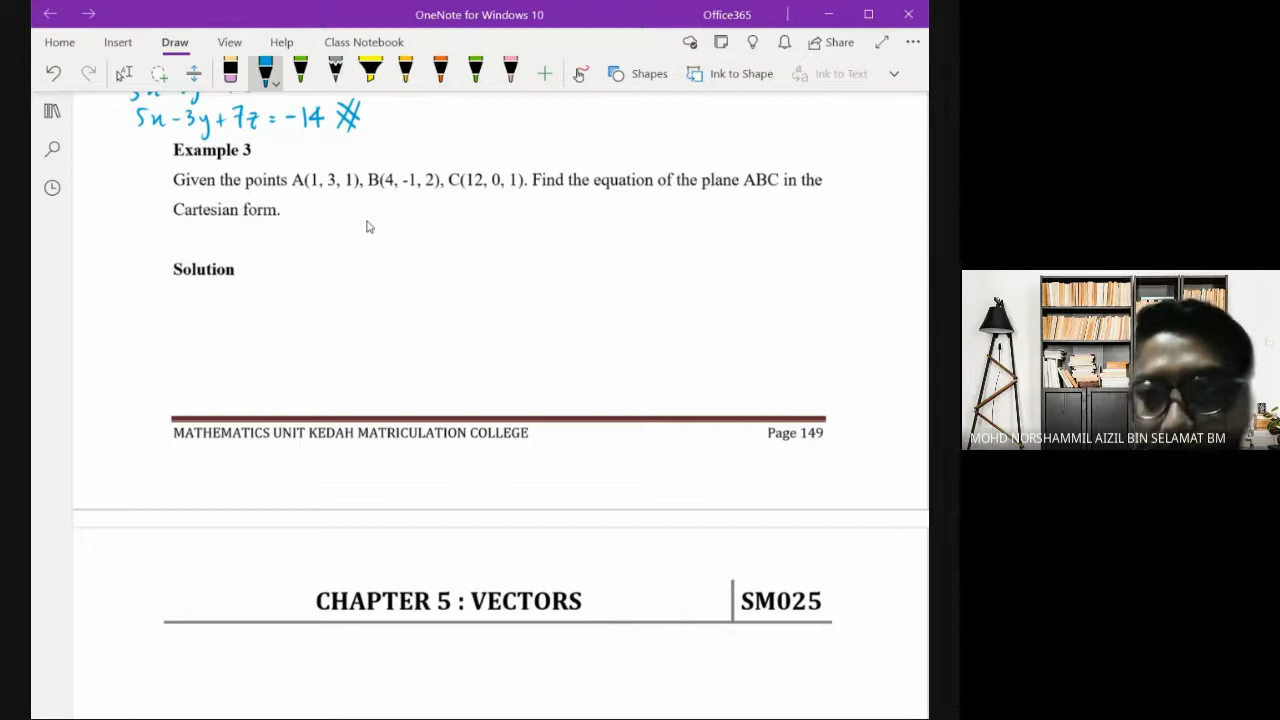 OneNote for Windows 10
Office365
Home Insert Draw View Help Class Notebook
Share
Shapes
Ink to Shape
Ink to Text
5x - 3y + 7z = -14
Example 3
Given the points A(1, 3, 1), B(4, -1, 2), C(12, 0, 1). Find the equation of the plane ABC in the
Cartesian form.
Solution
MATHEMATICS UNIT KEDAH MATRICULATION COLLEGE Page 149
CHAPTER 5 : VECTORS SM025
MOHD NORSHAMMIL AIZIL BIN SELAMAT BM